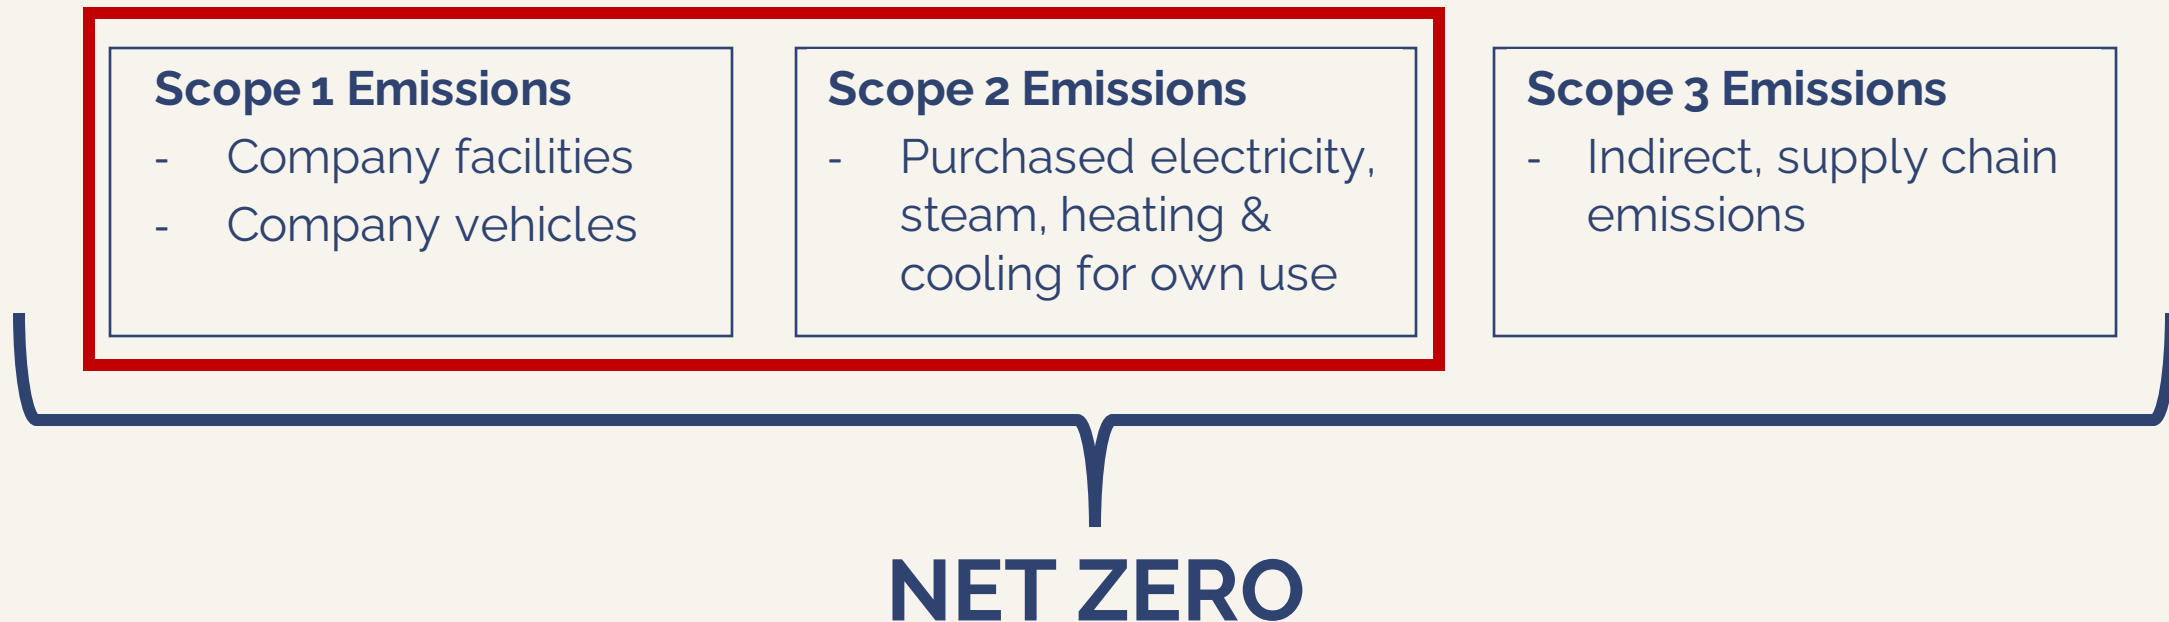 Scope 1 Emissions
- Company facilities
- Company vehicles
Scope 2 Emissions
- Purchased electricity,
steam, heating &
cooling for own use
Scope 3 Emissions
- Indirect, supply chain
emissions
NET ZERO